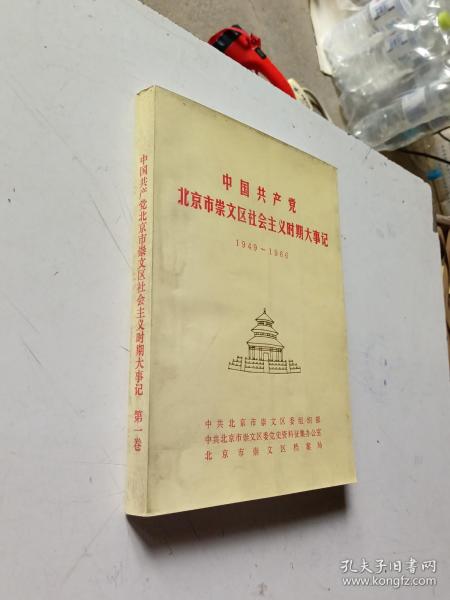 中国共产党
北京市崇文区社会主义时期大事记
1949-1966
中共北京市崇文区委组织部
中共北京市崇文区委党史资料征集办公室
北京市崇文区档案局
中国共产党北京市崇文区社会主义时期大事记 第一卷
孔夫子旧书网
www.kongfz.com